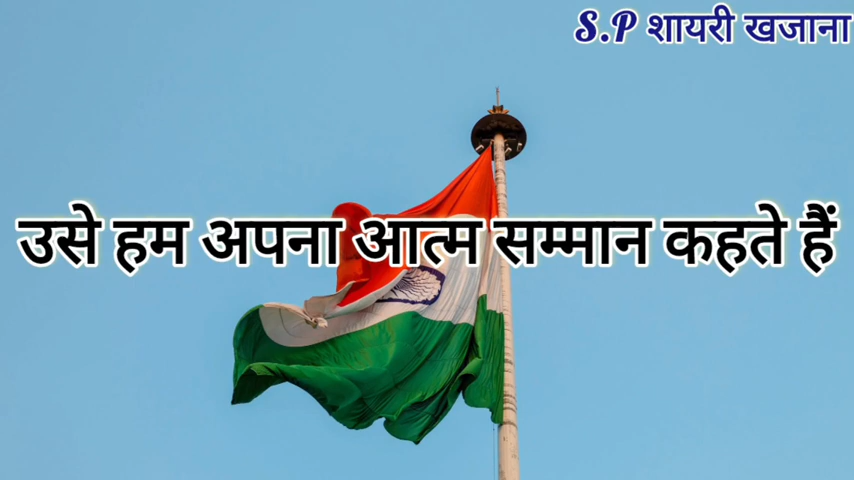 S.P शायरी खजाना
उसे हम अपना आत्म सम्मान कहते हैं